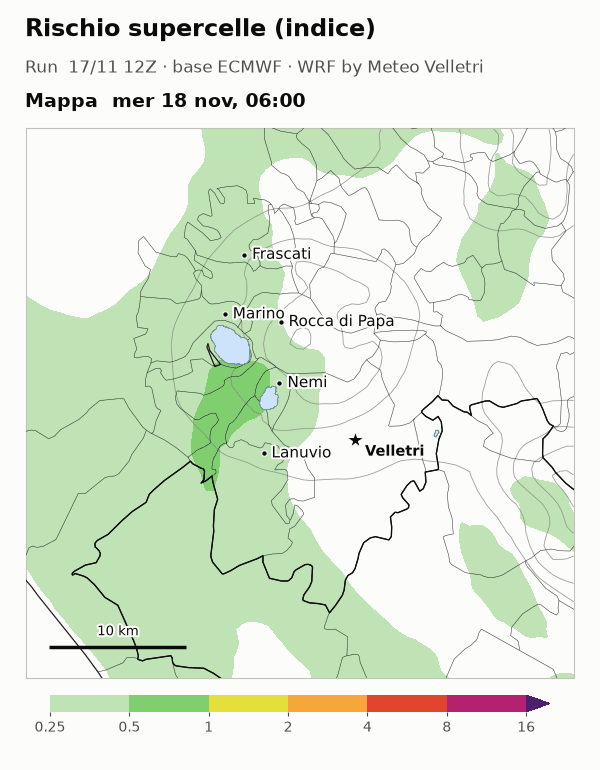 Rischio supercelle (indice)
Run  17/11 12Z · base ECMWF · WRF by Meteo Velletri
Mappa  mer 18 nov, 06:00
Frascati
Marino
Rocca di Papa
Nemi
Velletri
Lanuvio
10 km
0.25 0.5 1 2 4 8 16